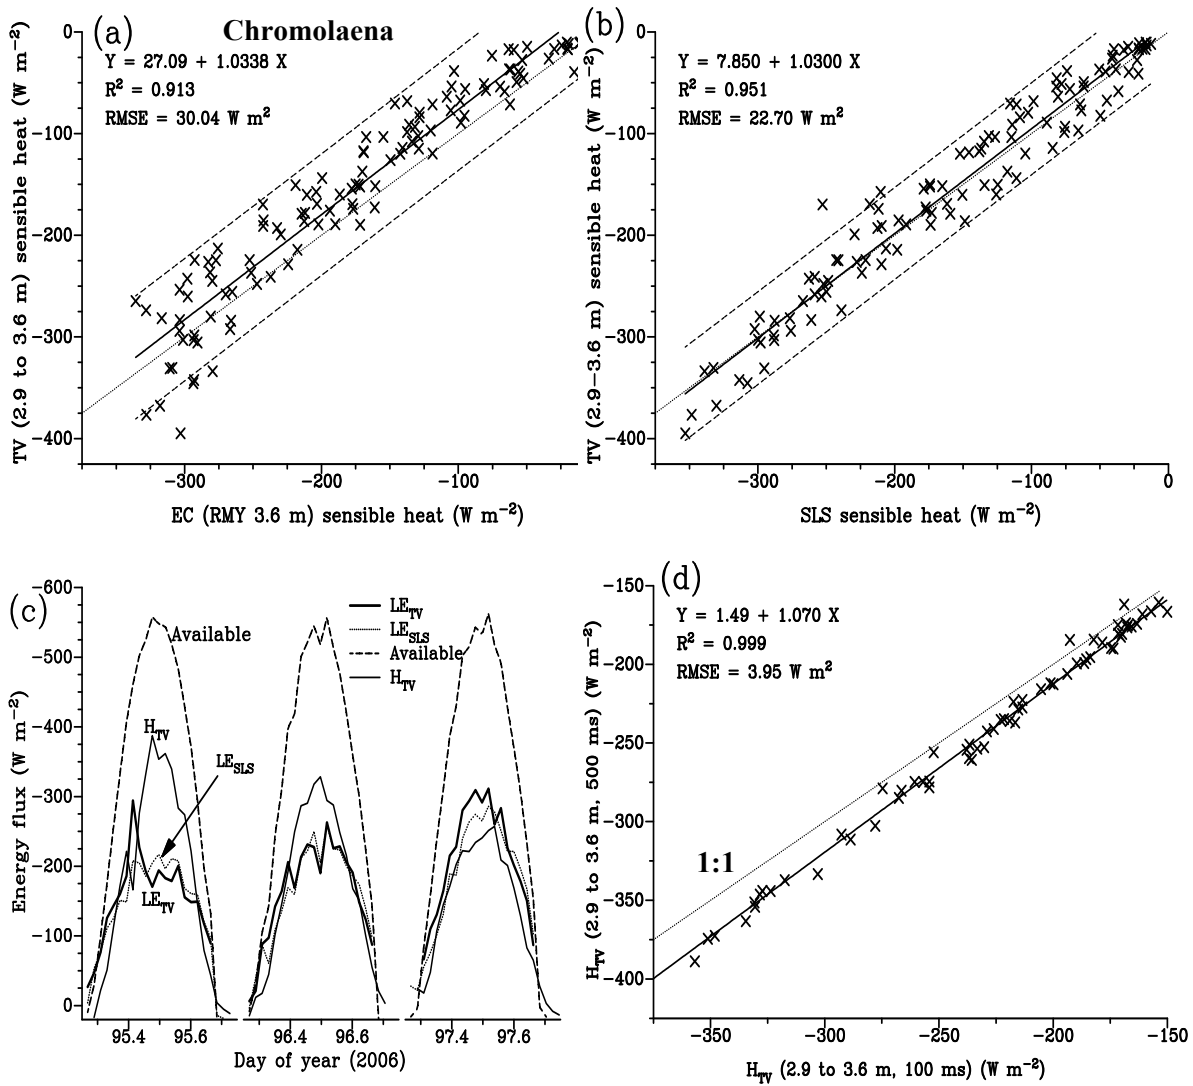 (a) Chromolaena
Y = 27.09 + 1.0338 X
R² = 0.913
RMSE = 30.04 W m²
TV (2.9 to 3.6 m) sensible heat (W m⁻²)
0
−100
−200
−300
−400
−300 −200 −100
EC (RMY 3.6 m) sensible heat (W m⁻²)
(b)
Y = 7.850 + 1.0300 X
R² = 0.951
RMSE = 22.70 W m²
TV (2.9−3.6 m) sensible heat (W m⁻²)
0
−100
−200
−300
−400
−300 −200 −100 0
SLS sensible heat (W m⁻²)
(c)
Energy flux (W m⁻²)
−600
−500
−400
−300
−200
−100
0
LE_TV
LE_SLS
Available
H_TV
Available
H_TV
LE_SLS
LE_TV
95.4 95.6 96.4 96.6 97.4 97.6
Day of year (2006)
(d)
Y = 1.49 + 1.070 X
R² = 0.999
RMSE = 3.95 W m²
1:1
H_TV (2.9 to 3.6 m, 500 ms) (W m⁻²)
−150
−200
−250
−300
−350
−400
−350 −300 −250 −200 −150
H_TV (2.9 to 3.6 m, 100 ms) (W m⁻²)